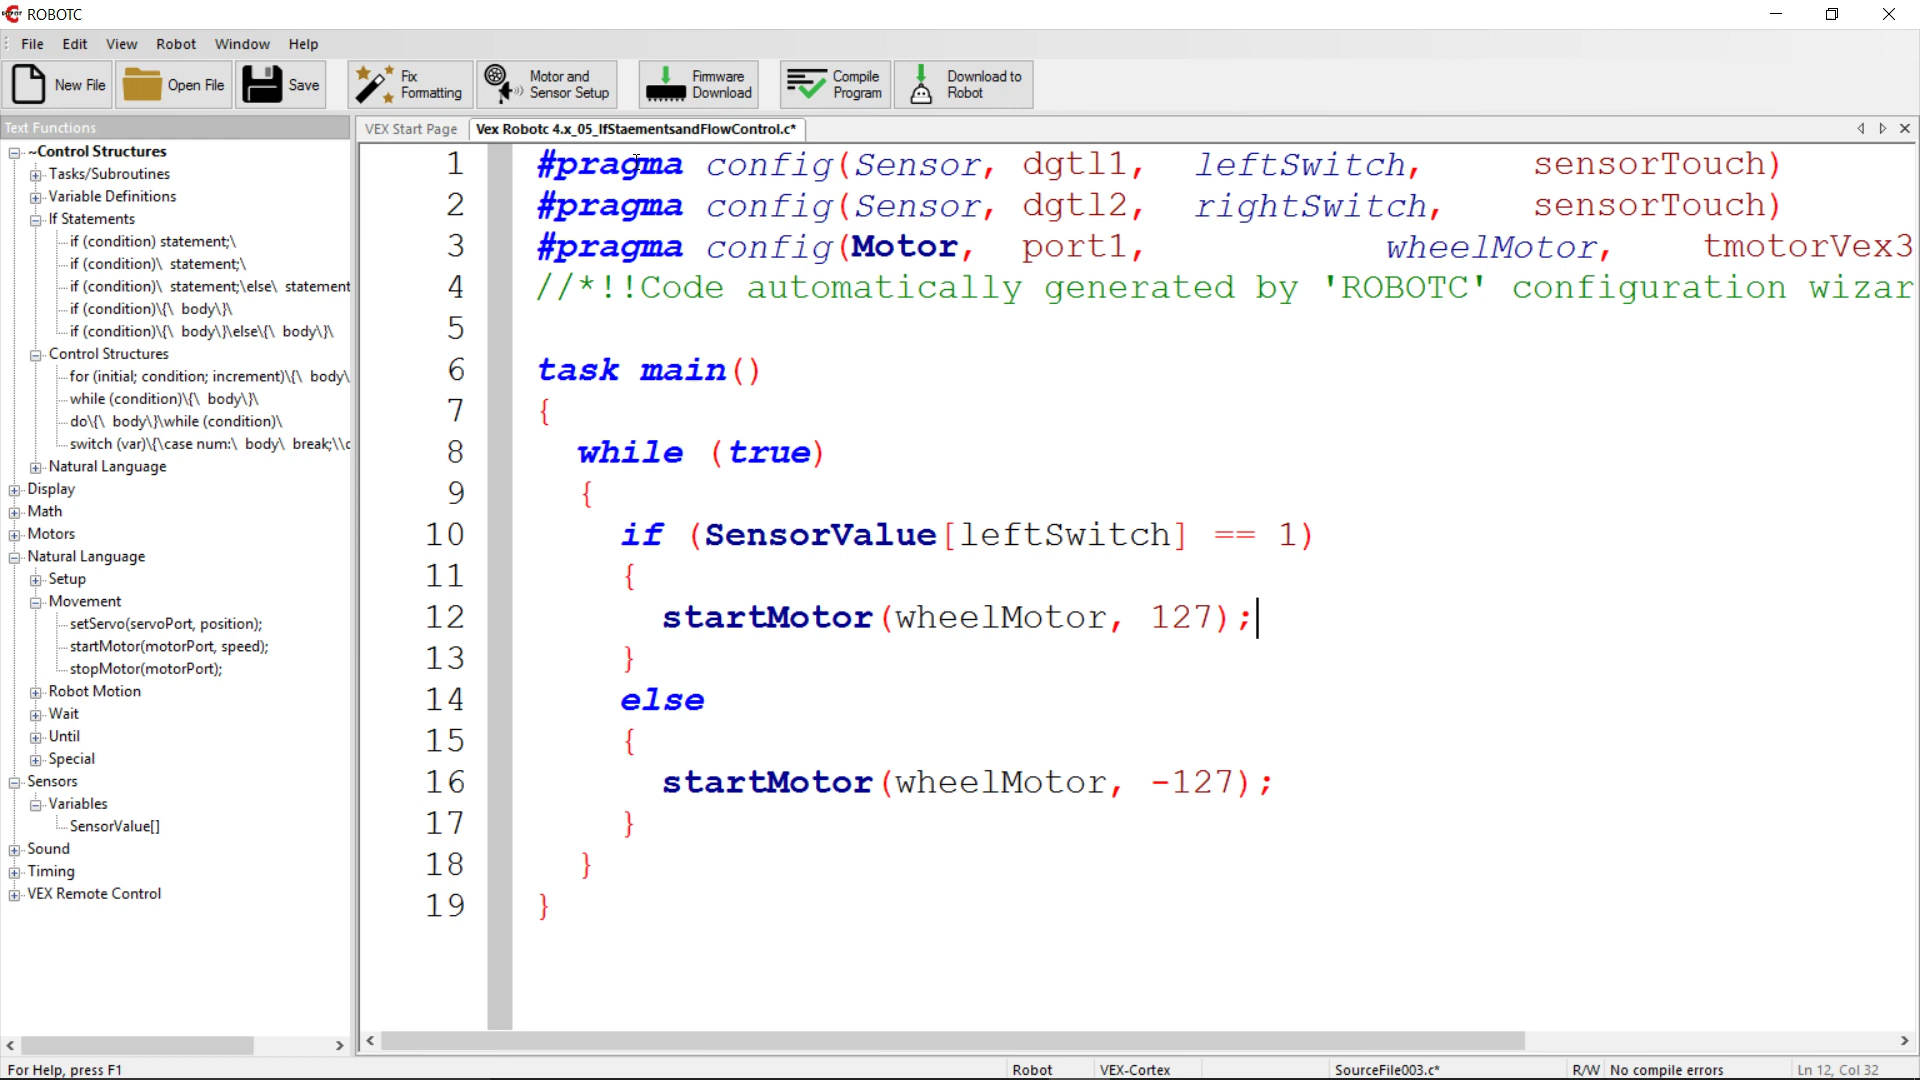 ROBOTC
File Edit View Robot Window Help
New File Open File Save Fix Formatting Motor and Sensor Setup Firmware Download Compile Program Download to Robot
Text Functions
~Control Structures
Tasks/Subroutines
Variable Definitions
If Statements
if (condition) statement;\
if (condition)\ statement;\
if (condition)\ statement;\else\ statement
if (condition)\{\ body\}\
if (condition)\{\ body\}\else\{\ body\}\
Control Structures
for (initial; condition; increment)\{\ body\
while (condition)\{\ body\}\
do\{\ body\}\while (condition)\
switch (var)\{\case num:\ body\ break;\\c
Natural Language
Display
Math
Motors
Natural Language
Setup
Movement
setServo(servoPort, position);
startMotor(motorPort, speed);
stopMotor(motorPort);
Robot Motion
Wait
Until
Special
Sensors
Variables
SensorValue[]
Sound
Timing
VEX Remote Control
VEX Start Page Vex Robotc 4.x_05_IfStaementsandFlowControl.c*
1 #pragma config(Sensor, dgtl1, leftSwitch, sensorTouch)
2 #pragma config(Sensor, dgtl2, rightSwitch, sensorTouch)
3 #pragma config(Motor, port1, wheelMotor, tmotorVex3
4 //*!!Code automatically generated by 'ROBOTC' configuration wizar
5
6 task main()
7 {
8 while (true)
9 {
10 if (SensorValue[leftSwitch] == 1)
11 {
12 startMotor(wheelMotor, 127);
13 }
14 else
15 {
16 startMotor(wheelMotor, -127);
17 }
18 }
19 }
For Help, press F1 Robot VEX-Cortex SourceFile003.c* R/W No compile errors Ln 12, Col 32